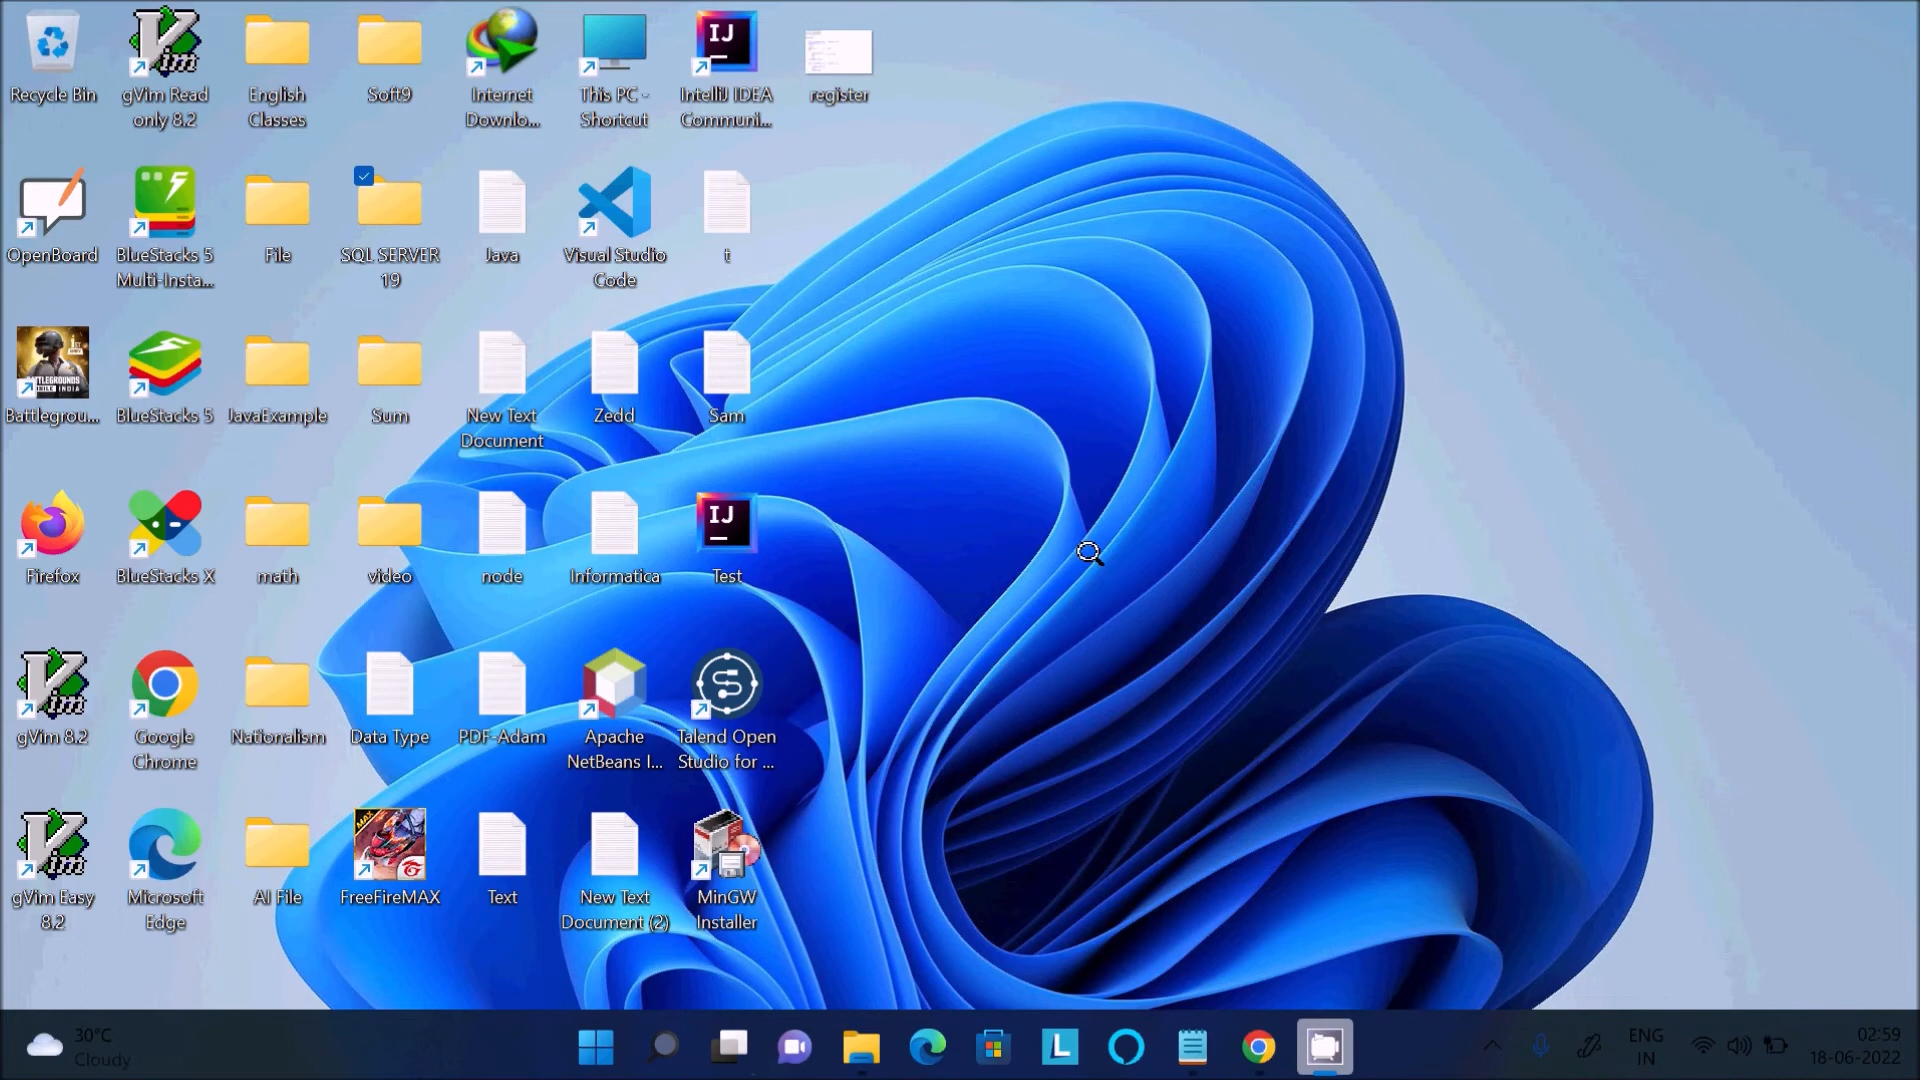 Recycle Bin
gVim Read
only 8.2
English
Classes
Soft9
Internet
Downlo...
This PC -
Shortcut
IntelliJ IDEA
Communi...
register
OpenBoard
BlueStacks 5
Multi-Insta...
File
SQL SERVER
19
Java
Visual Studio
Code
t
Battlegrou...
BlueStacks 5
JavaExample
Sum
New Text
Document
Zedd
Sam
Firefox
BlueStacks X
math
video
node
Informatica
Test
gVim 8.2
Google
Chrome
Nationalism
Data Type
PDF-Adam
Apache
NetBeans I...
Talend Open
Studio for ...
gVim Easy
8.2
Microsoft
Edge
AI File
FreeFireMAX
Text
New Text
Document (2)
MinGW
Installer
30°C
Cloudy
ENG
IN
02:59
18-06-2022